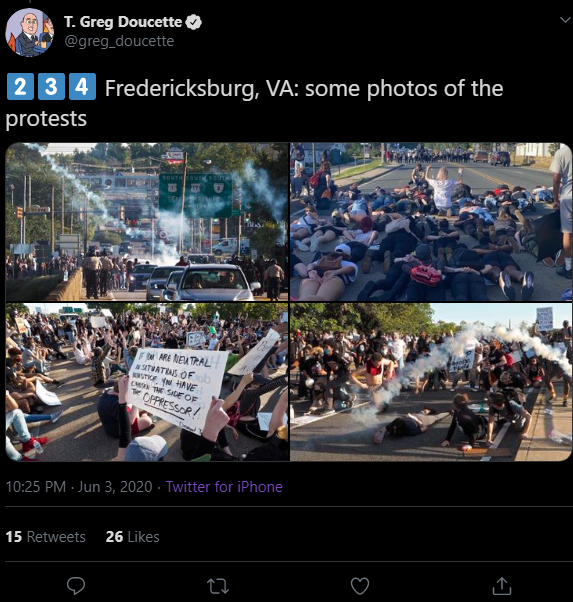 T. Greg Doucette
@greg_doucette
2 3 4 Fredericksburg, VA: some photos of the
protests
SOUTH SOUTH
IF YOU ARE NEUTRAL
IN SITUATIONS OF
INJUSTICE, YOU HAVE
CHOSEN THE SIDE OF
THE OPPRESSOR!
10:25 PM · Jun 3, 2020 · Twitter for iPhone
15 Retweets 26 Likes